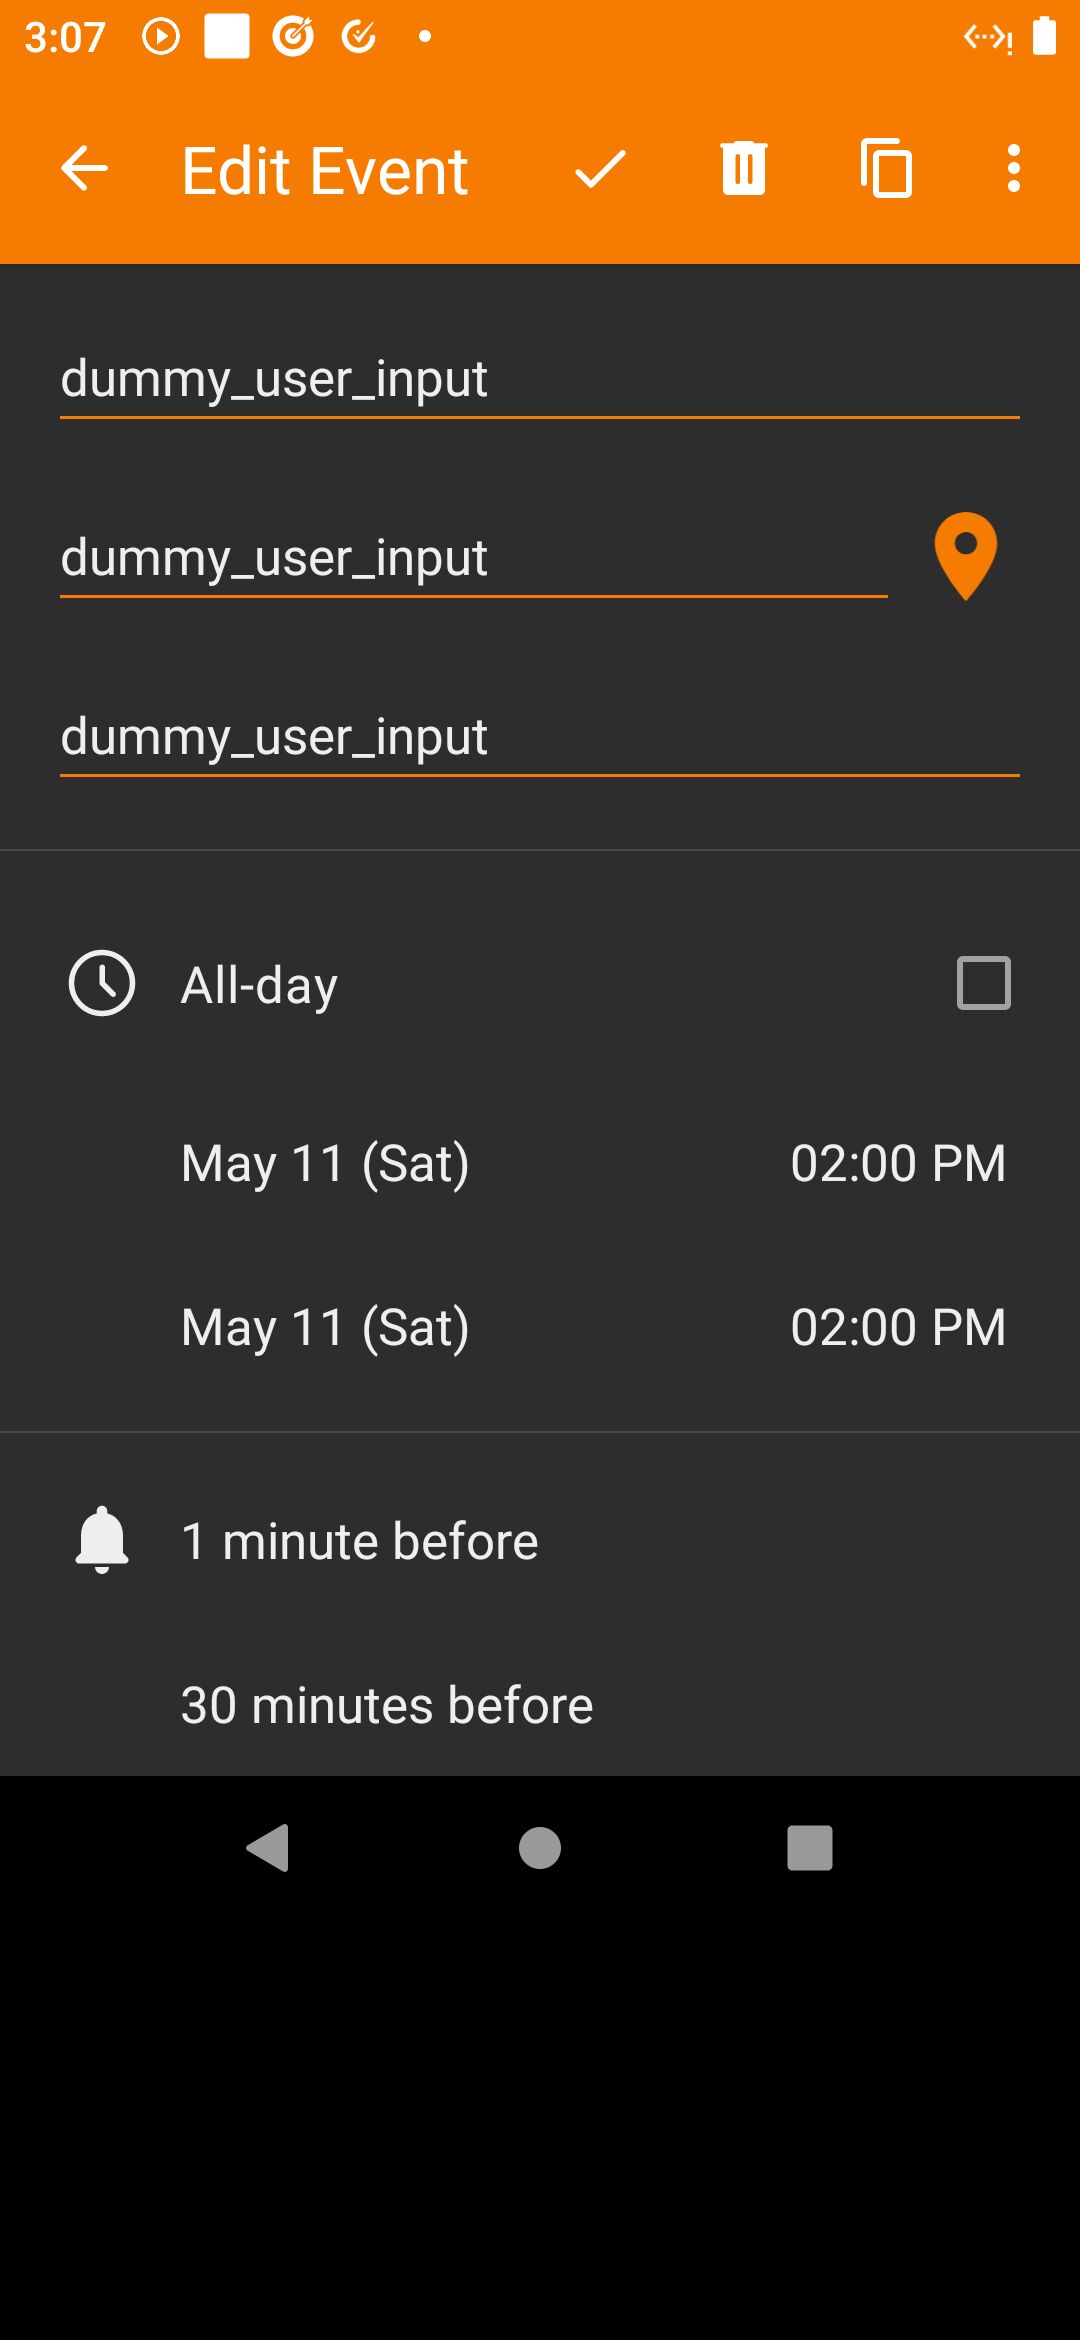 3:07
Edit Event
dummy_user_input
dummy_user_input
dummy_user_input
All-day
May 11 (Sat) 02:00 PM
May 11 (Sat) 02:00 PM
1 minute before
30 minutes before